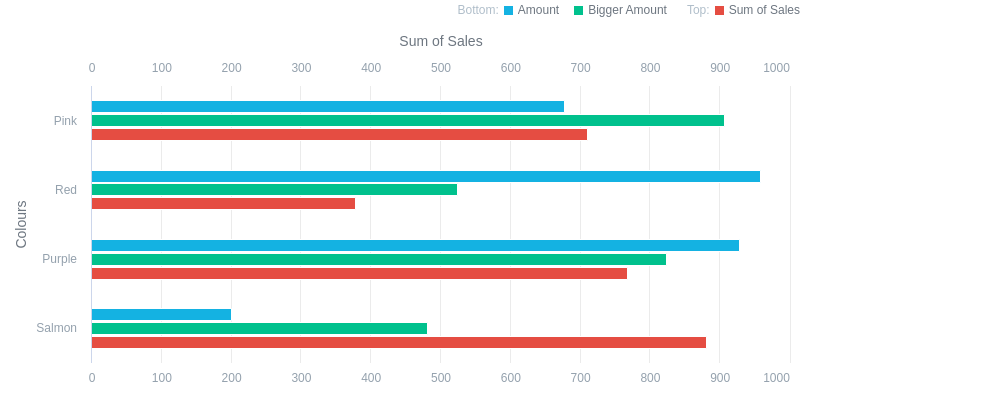 Bottom: Amount Bigger Amount Top: Sum of Sales
Sum of Sales
0 100 200 300 400 500 600 700 800 900 1000
Pink
Red
Colours
Purple
Salmon
0 100 200 300 400 500 600 700 800 900 1000